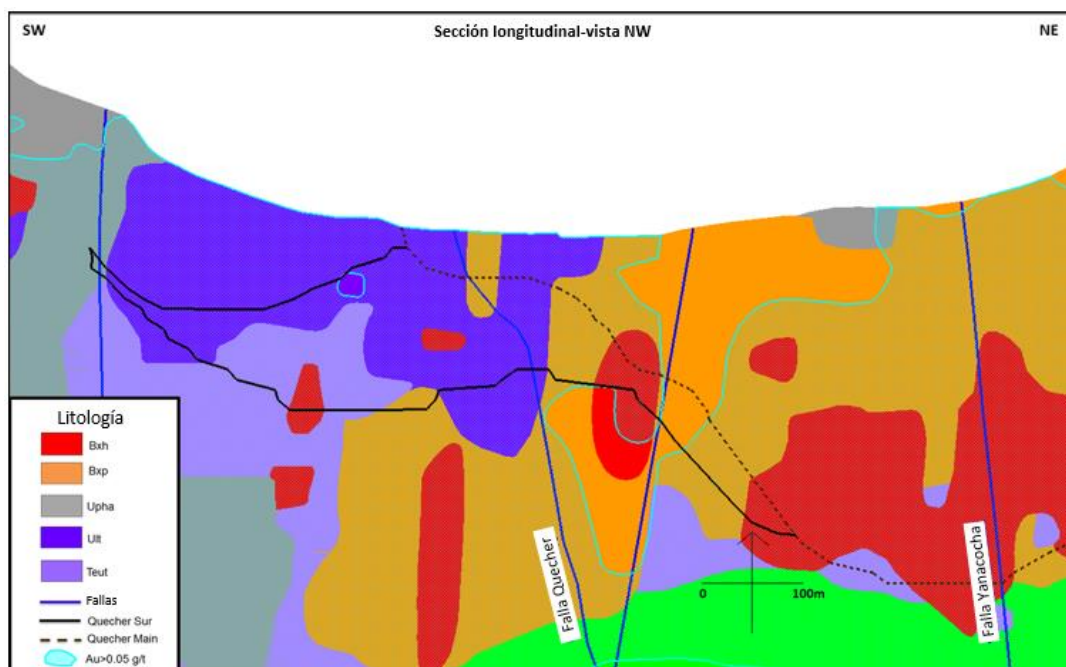 SW
Sección longitudinal-vista NW
NE
Litología
Bxh
Bxp
Upha
Ult
Teut
Fallas
Quecher Sur
Quecher Main
Au>0.05 g/t
Falla Quecher
0 100m
Falla Yanacocha